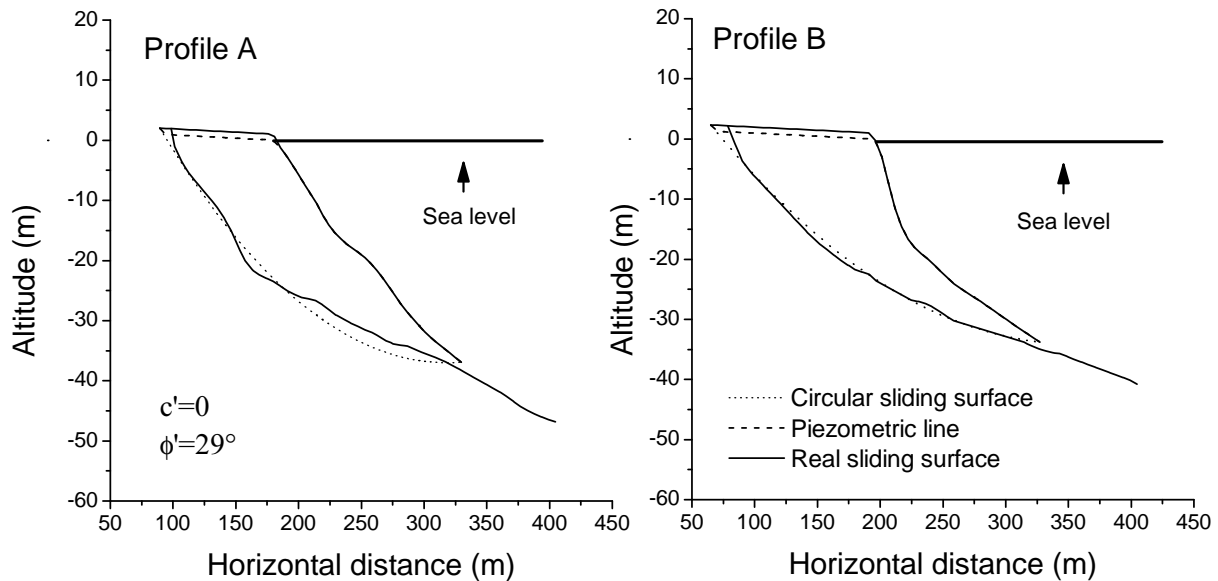 Profile A
Altitude (m)
20
10
0
-10
-20
-30
-40
-50
-60
Sea level
c'=0
ϕ'=29°
50 100 150 200 250 300 350 400 450
Horizontal distance (m)
Profile B
Altitude (m)
20
10
0
-10
-20
-30
-40
-50
-60
Sea level
Circular sliding surface
Piezometric line
Real sliding surface
50 100 150 200 250 300 350 400 450
Horizontal distance (m)